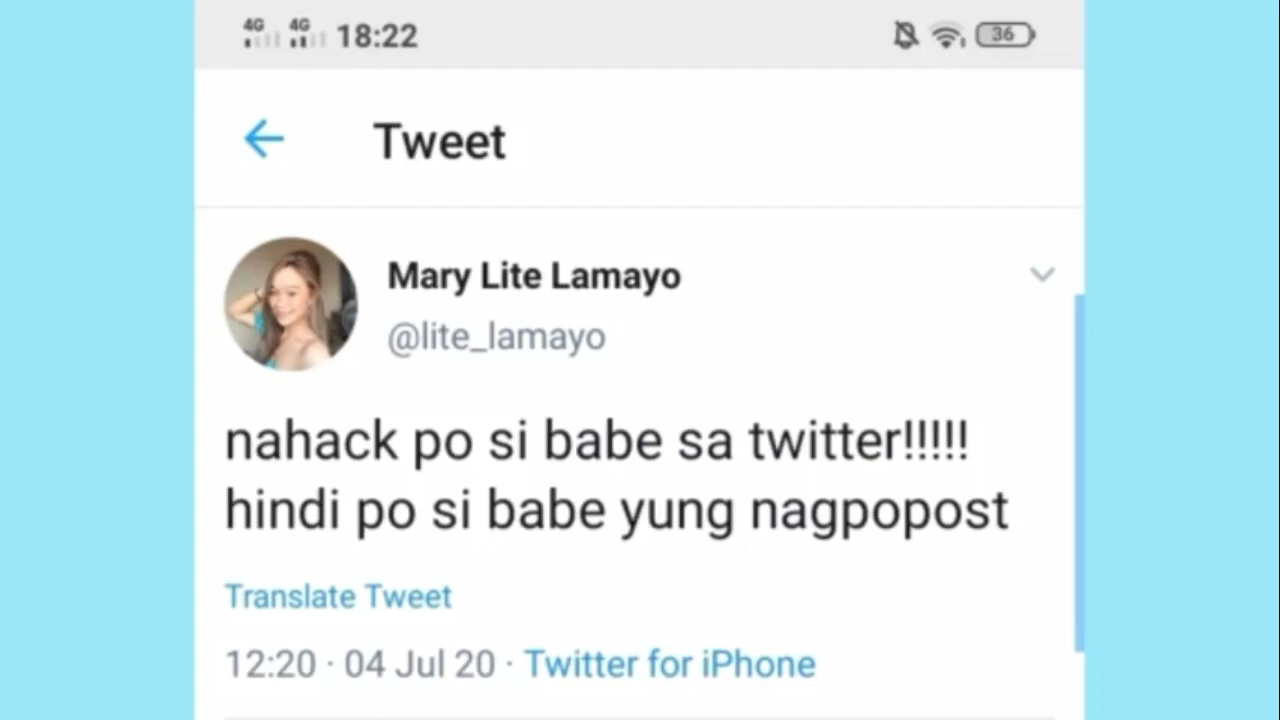 4G 4G 18:22 36
Tweet
Mary Lite Lamayo
@lite_lamayo
nahack po si babe sa twitter!!!!!
hindi po si babe yung nagpopost
Translate Tweet
12:20 · 04 Jul 20 · Twitter for iPhone